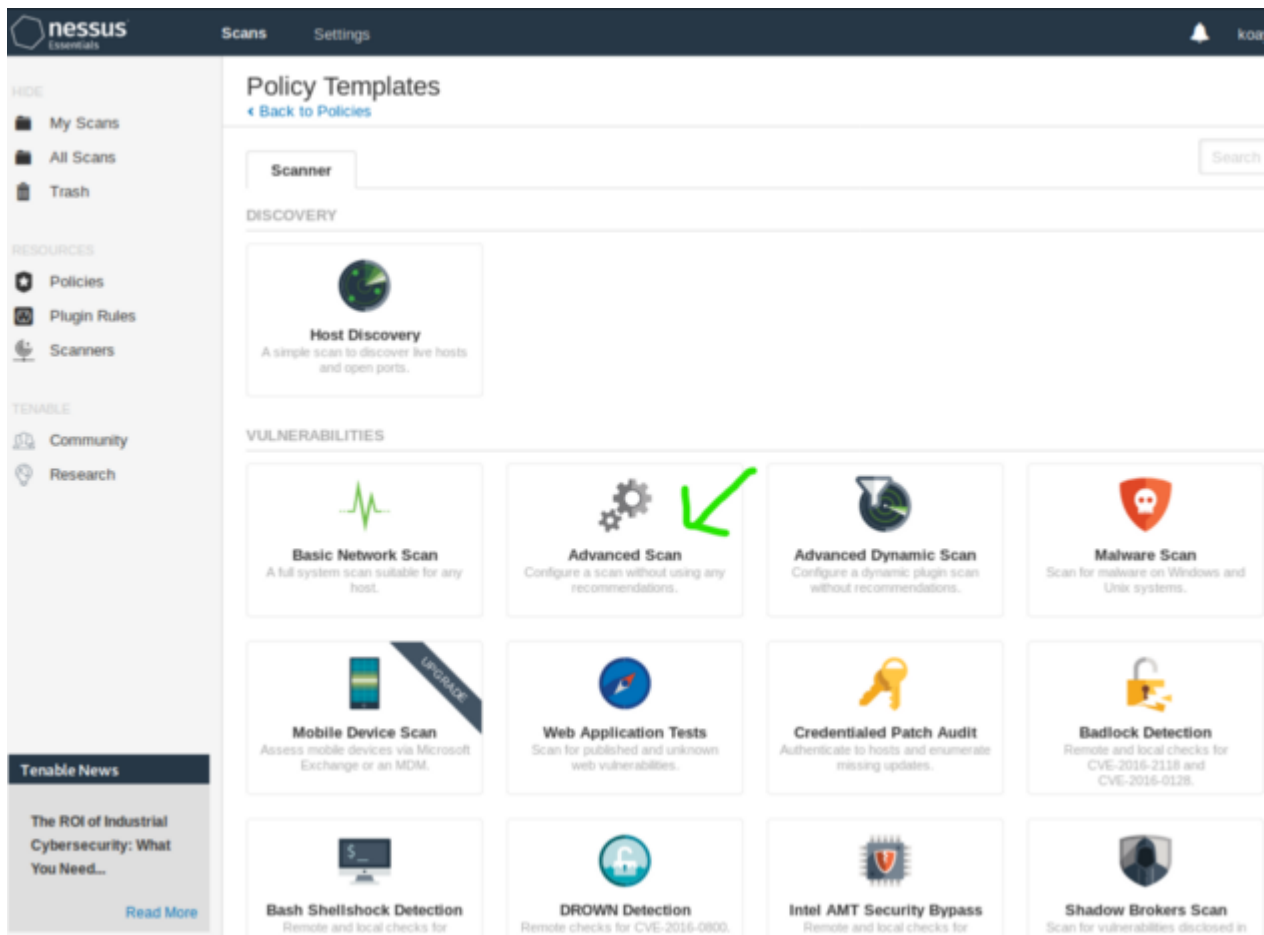 nessus
Essentials
Scans
Settings
HIDE
My Scans
All Scans
Trash
RESOURCES
Policies
Plugin Rules
Scanners
TENABLE
Community
Research
Tenable News
The ROI of Industrial
Cybersecurity: What
You Need...
Read More
Policy Templates
Back to Policies
Scanner
Search
DISCOVERY
Host Discovery
A simple scan to discover live hosts
and open ports.
VULNERABILITIES
Basic Network Scan
A full system scan suitable for any
host.
Advanced Scan
Configure a scan without using any
recommendations.
Advanced Dynamic Scan
Configure a dynamic plugin scan
without recommendations.
Malware Scan
Scan for malware on Windows and
Unix systems.
UPGRADE
Mobile Device Scan
Assess mobile devices via Microsoft
Exchange or an MDM.
Web Application Tests
Scan for published and unknown
web vulnerabilities.
Credentialed Patch Audit
Authenticate to hosts and enumerate
missing updates.
Badlock Detection
Remote and local checks for
CVE-2016-2118 and
CVE-2016-0128.
$_
Bash Shellshock Detection
Remote and local checks for
DROWN Detection
Remote checks for CVE-2016-0800.
Intel AMT Security Bypass
Remote and local checks for
Shadow Brokers Scan
Scan for vulnerabilities disclosed in